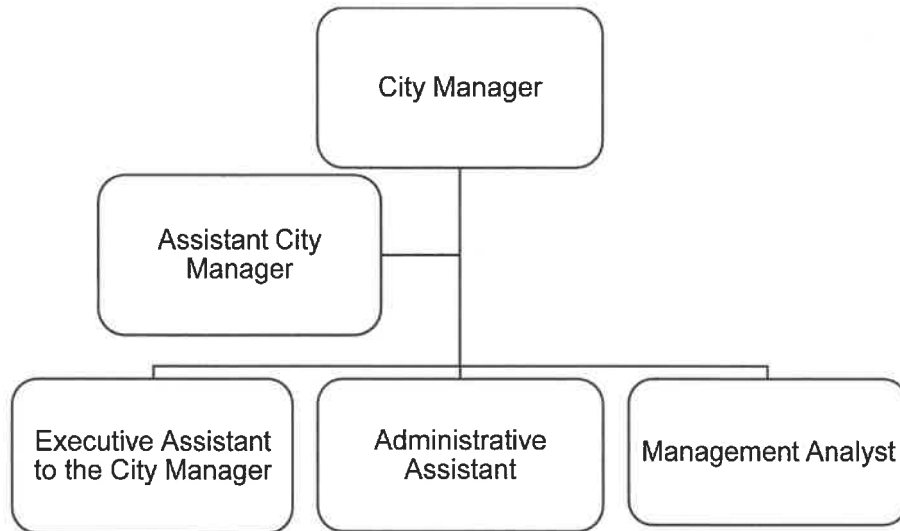 City Manager
Assistant City
Manager
Executive Assistant
to the City Manager
Administrative
Assistant
Management Analyst